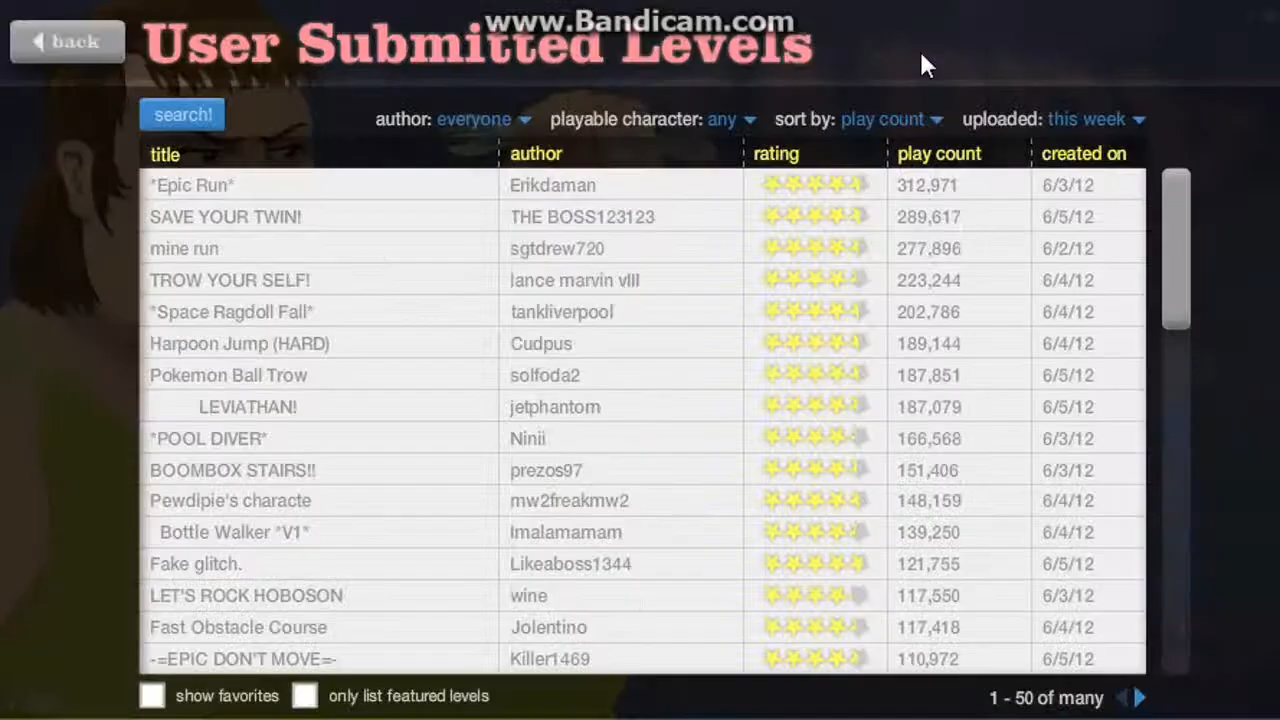 www.Bandicam.com
back
User Submitted Levels
search!
author: everyone playable character: any sort by: play count uploaded: this week
title author rating play count created on
*Epic Run* Erikdaman 312,971 6/3/12
SAVE YOUR TWIN! THE BOSS123123 289,617 6/5/12
mine run sgtdrew720 277,896 6/2/12
TROW YOUR SELF! lance marvin vIII 223,244 6/4/12
*Space Ragdoll Fall* tankliverpool 202,786 6/4/12
Harpoon Jump (HARD) Cudpus 189,144 6/4/12
Pokemon Ball Trow solfoda2 187,851 6/5/12
LEVIATHAN! jetphantom 187,079 6/5/12
*POOL DIVER* Ninii 166,568 6/3/12
BOOMBOX STAIRS!! prezos97 151,406 6/3/12
Pewdipie's characte mw2freakmw2 148,159 6/4/12
Bottle Walker *V1* Imalamamam 139,250 6/4/12
Fake glitch. Likeaboss1344 121,755 6/5/12
LET'S ROCK HOBOSON wine 117,550 6/3/12
Fast Obstacle Course Jolentino 117,418 6/4/12
-=EPIC DON'T MOVE=- Killer1469 110,972 6/5/12
show favorites only list featured levels 1 - 50 of many